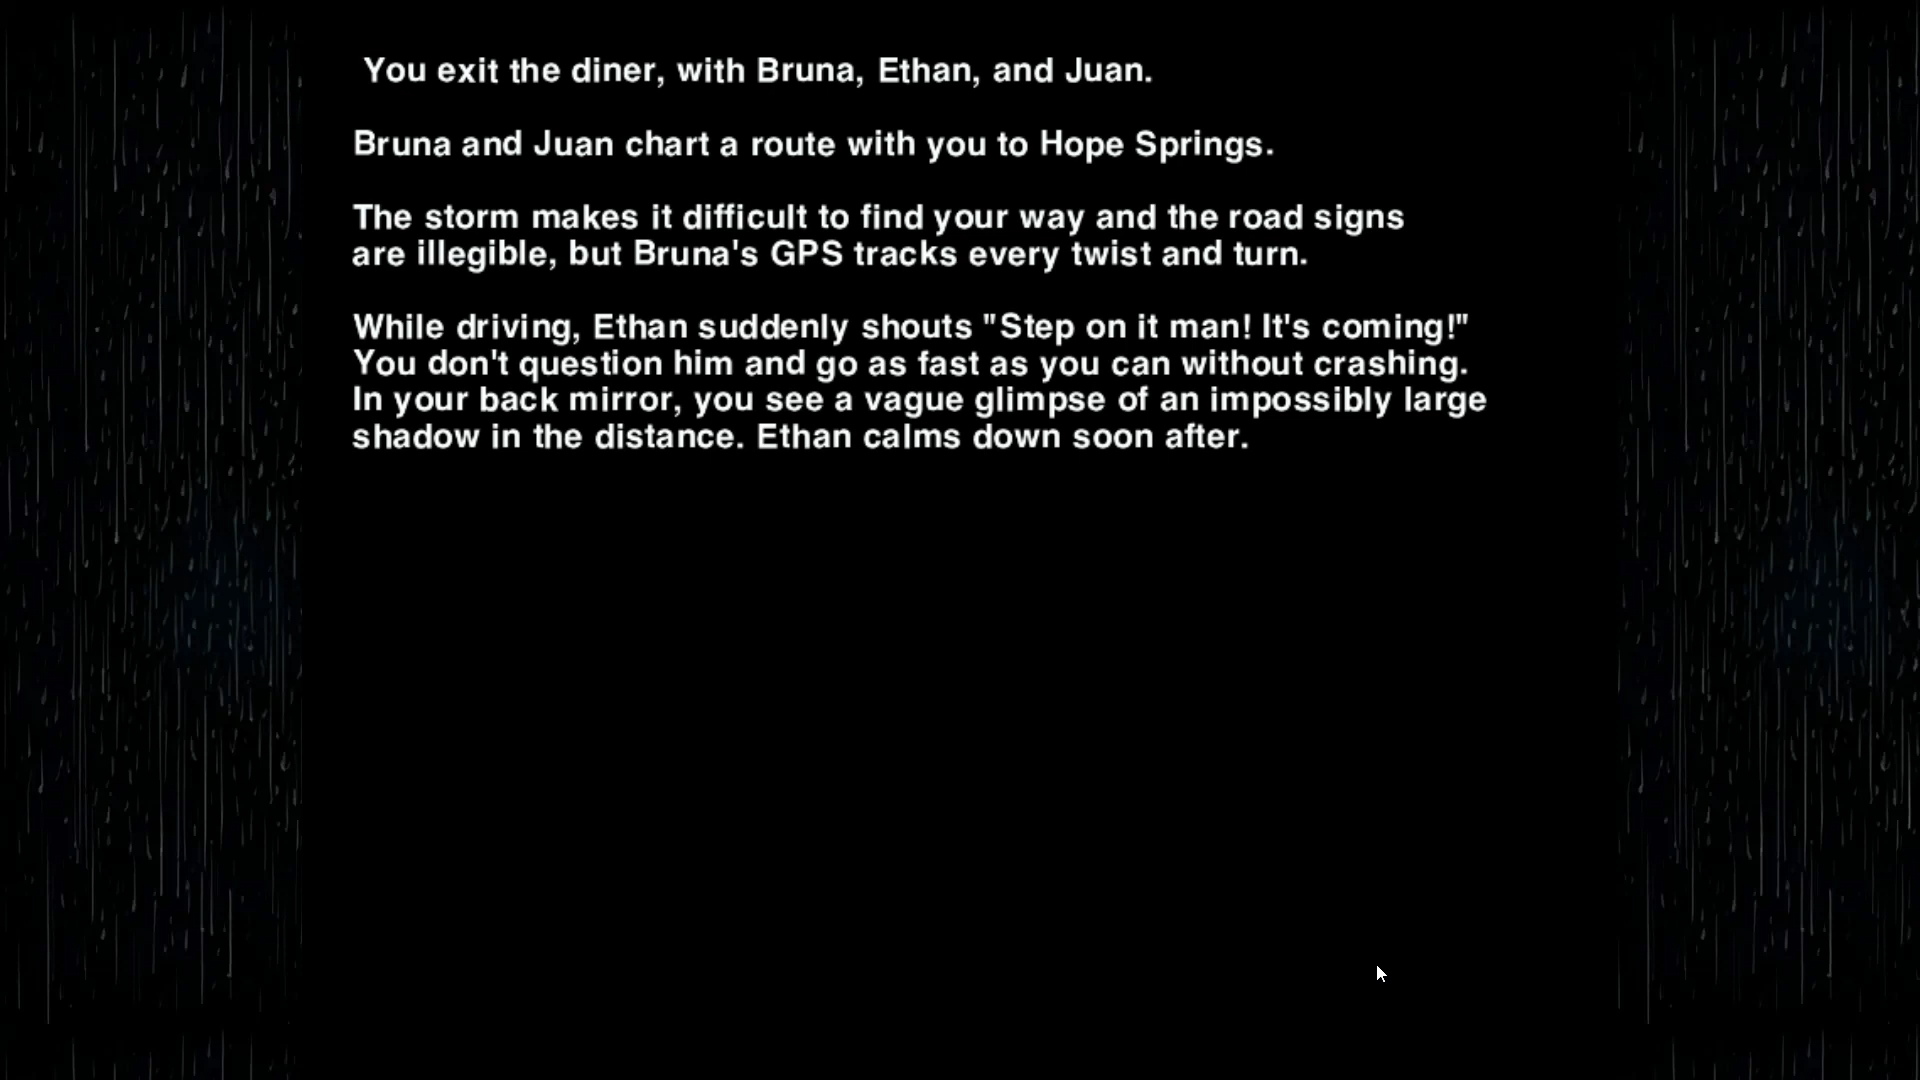 You exit the diner, with Bruna, Ethan, and Juan.
Bruna and Juan chart a route with you to Hope Springs.
The storm makes it difficult to find your way and the road signs
are illegible, but Bruna's GPS tracks every twist and turn.
While driving, Ethan suddenly shouts "Step on it man! It's coming!"
You don't question him and go as fast as you can without crashing.
In your back mirror, you see a vague glimpse of an impossibly large
shadow in the distance. Ethan calms down soon after.